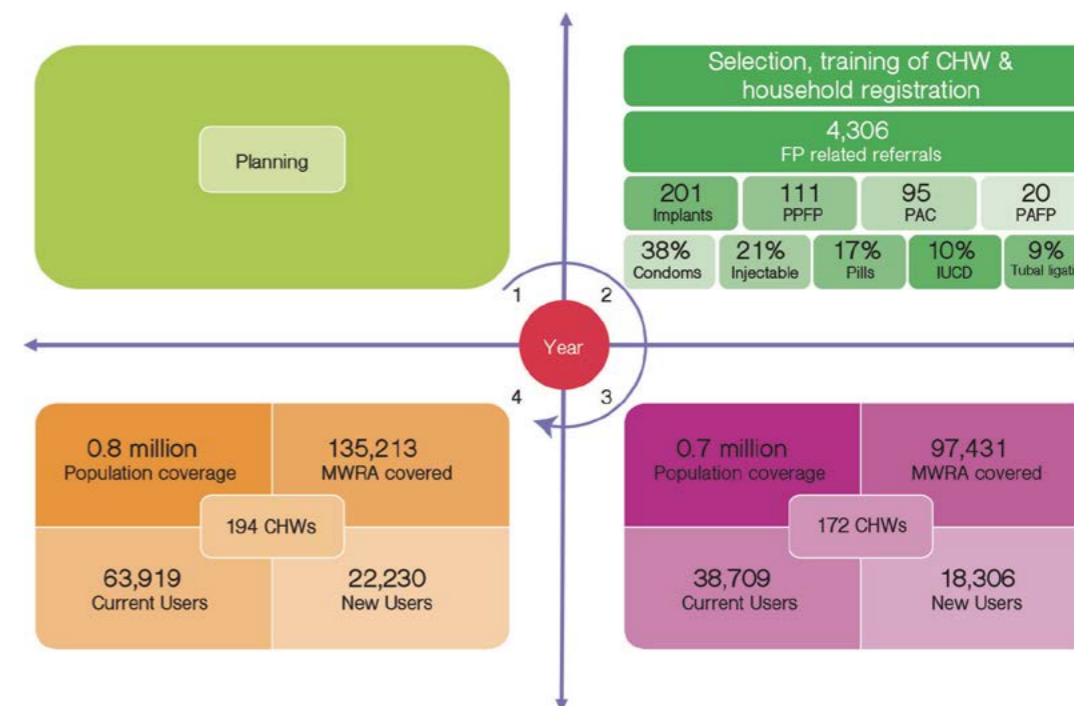 Planning
Selection, training of CHW &
household registration
4,306
FP related referrals
201
Implants
111
PPFP
95
PAC
20
PAFP
38%
Condoms
21%
Injectable
17%
Pills
10%
IUCD
9%
Tubal ligati
1
2
Year
4
3
0.8 million
Population coverage
135,213
MWRA covered
194 CHWs
63,919
Current Users
22,230
New Users
0.7 million
Population coverage
97,431
MWRA covered
172 CHWs
38,709
Current Users
18,306
New Users